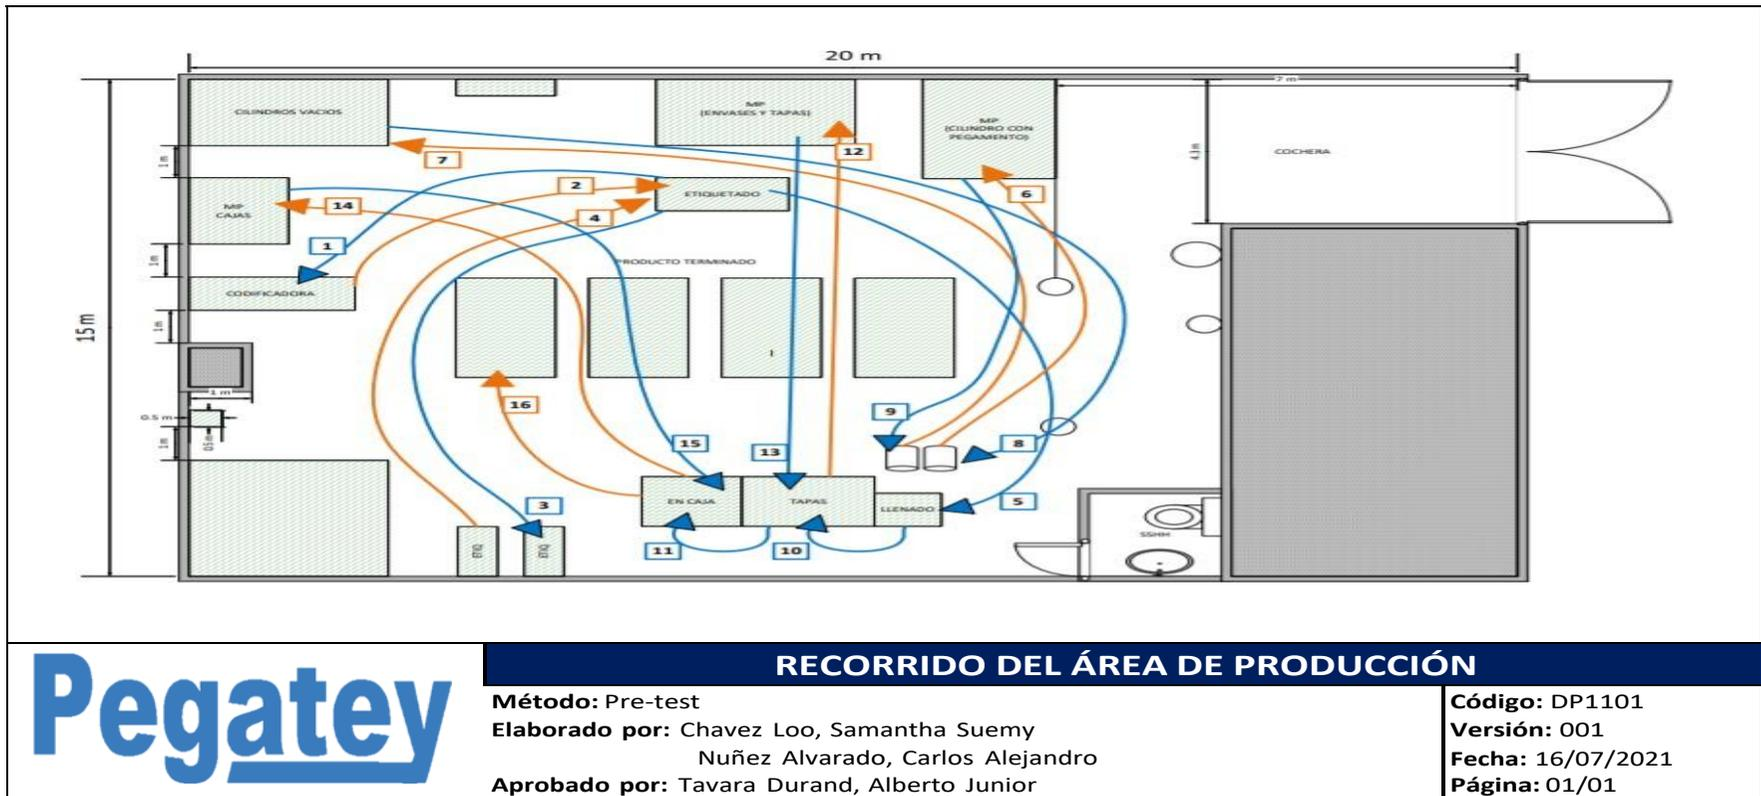 20 m
7 m
CILINDROS VACIOS
MP
(ENVASES Y TAPAS)
MP
(CILINDRO CON
PEGAMENTO)
COCHERA
4.3 m
12
7
1 m
2
ETIQUETADO
6
MP
CAJAS
14
4
1
PRODUCTO TERMINADO
1 m
CODIFICADORA
15 m
1 m
I
1 m
16
9
0.5 m
0.5 m
1 m
15
13
8
EN CAJA
TAPAS
LLENADO
5
3
SSHH
ETIQ
ETIQ
11
10
Pegatey
RECORRIDO DEL ÁREA DE PRODUCCIÓN
Método: Pre-test
Elaborado por: Chavez Loo, Samantha Suemy
Nuñez Alvarado, Carlos Alejandro
Aprobado por: Tavara Durand, Alberto Junior
Código: DP1101
Versión: 001
Fecha: 16/07/2021
Página: 01/01